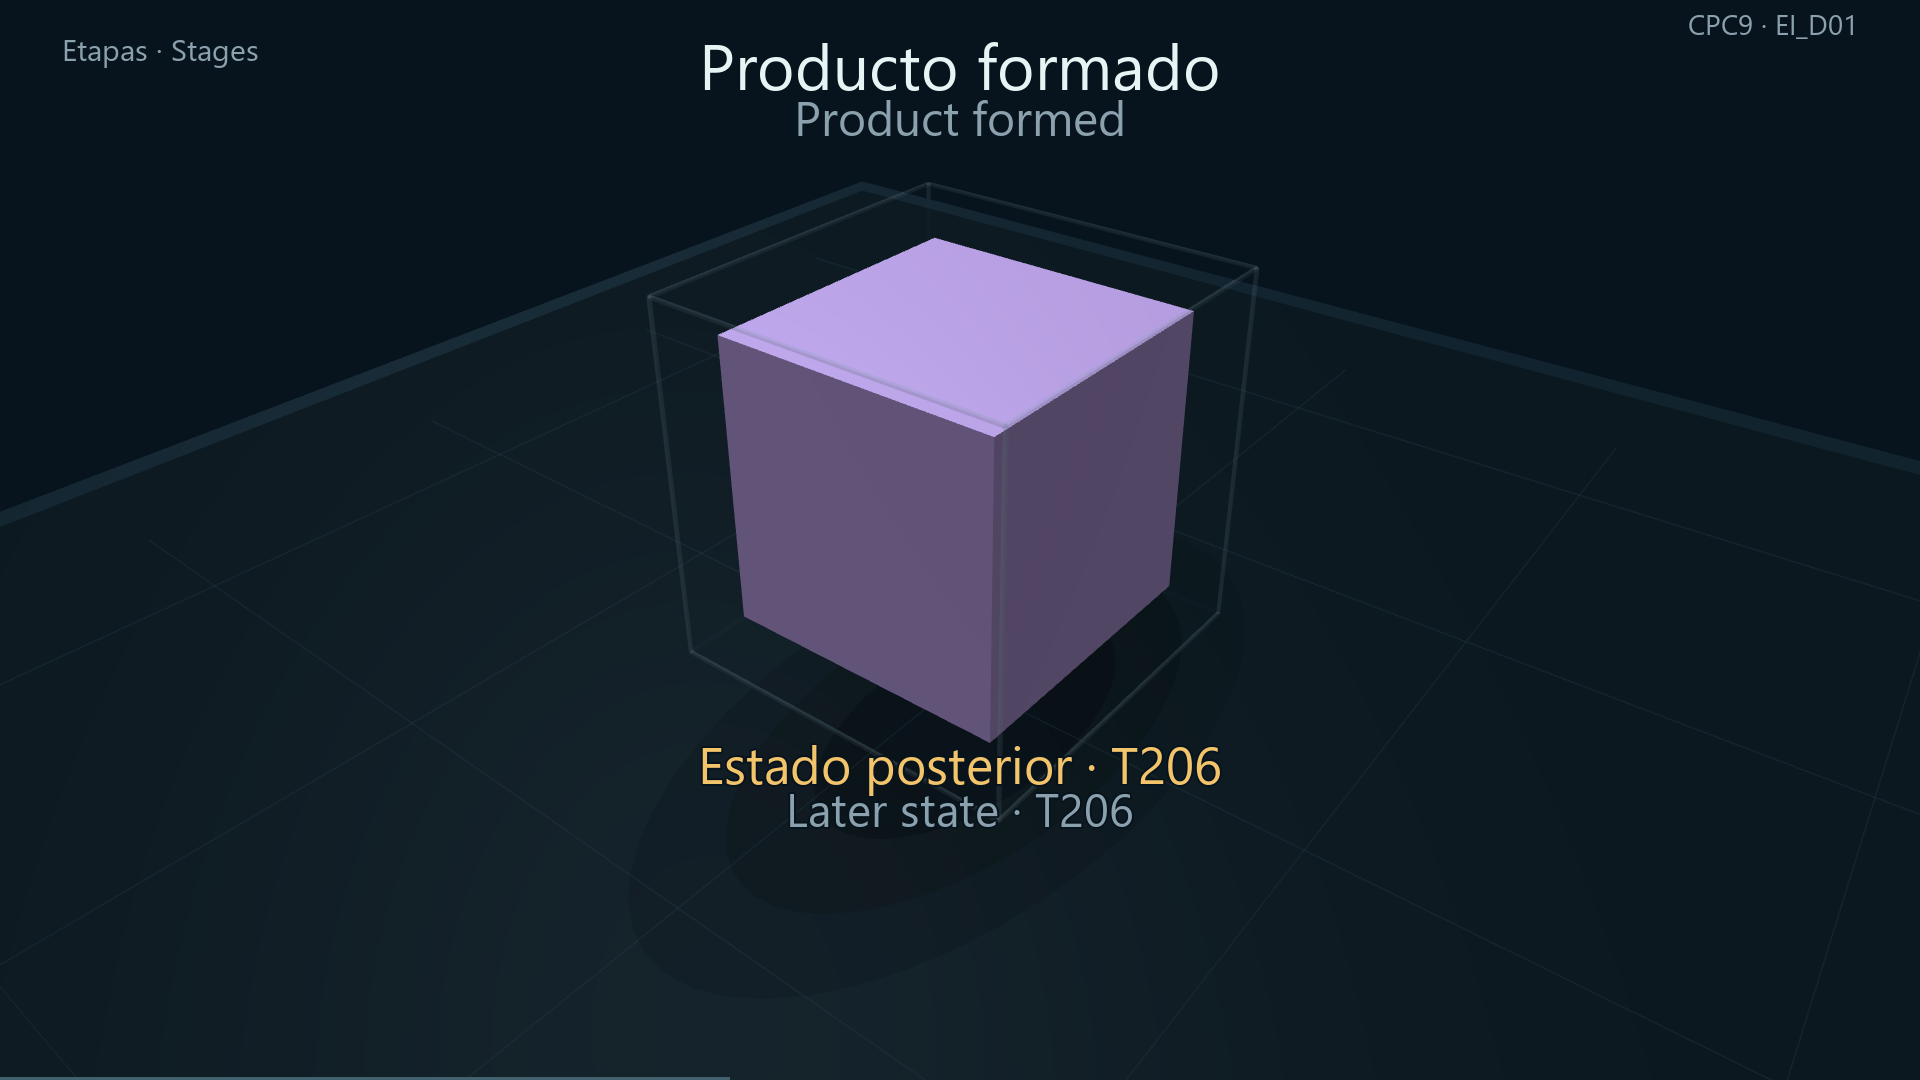 Etapas · Stages
CPC9 · EI_D01
Producto formado
Product formed
Estado posterior · T206
Later state · T206